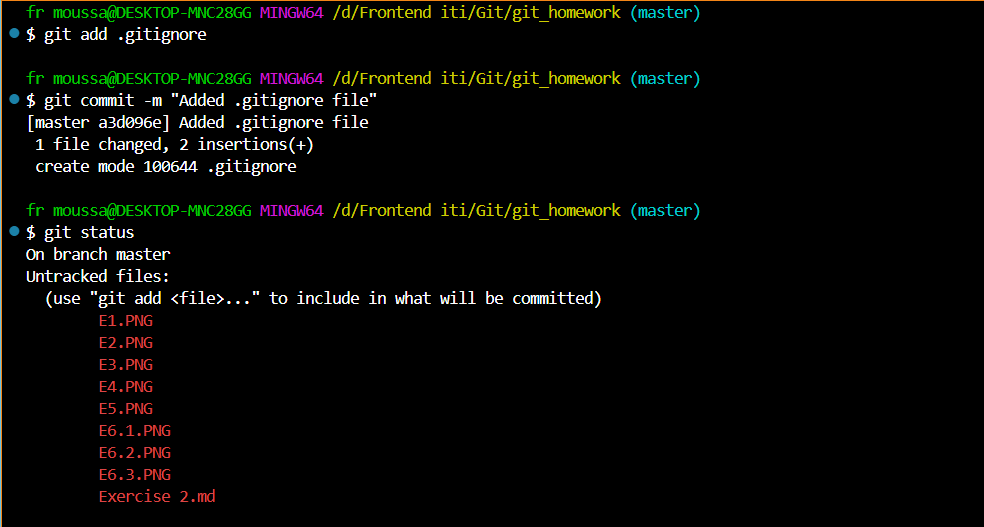 fr moussa@DESKTOP-MNC28GG MINGW64 /d/Frontend iti/Git/git_homework (master)
$ git add .gitignore
fr moussa@DESKTOP-MNC28GG MINGW64 /d/Frontend iti/Git/git_homework (master)
$ git commit -m "Added .gitignore file"
[master a3d096e] Added .gitignore file
 1 file changed, 2 insertions(+)
 create mode 100644 .gitignore
fr moussa@DESKTOP-MNC28GG MINGW64 /d/Frontend iti/Git/git_homework (master)
$ git status
On branch master
Untracked files:
  (use "git add <file>..." to include in what will be committed)
        E1.PNG
        E2.PNG
        E3.PNG
        E4.PNG
        E5.PNG
        E6.1.PNG
        E6.2.PNG
        E6.3.PNG
        Exercise 2.md